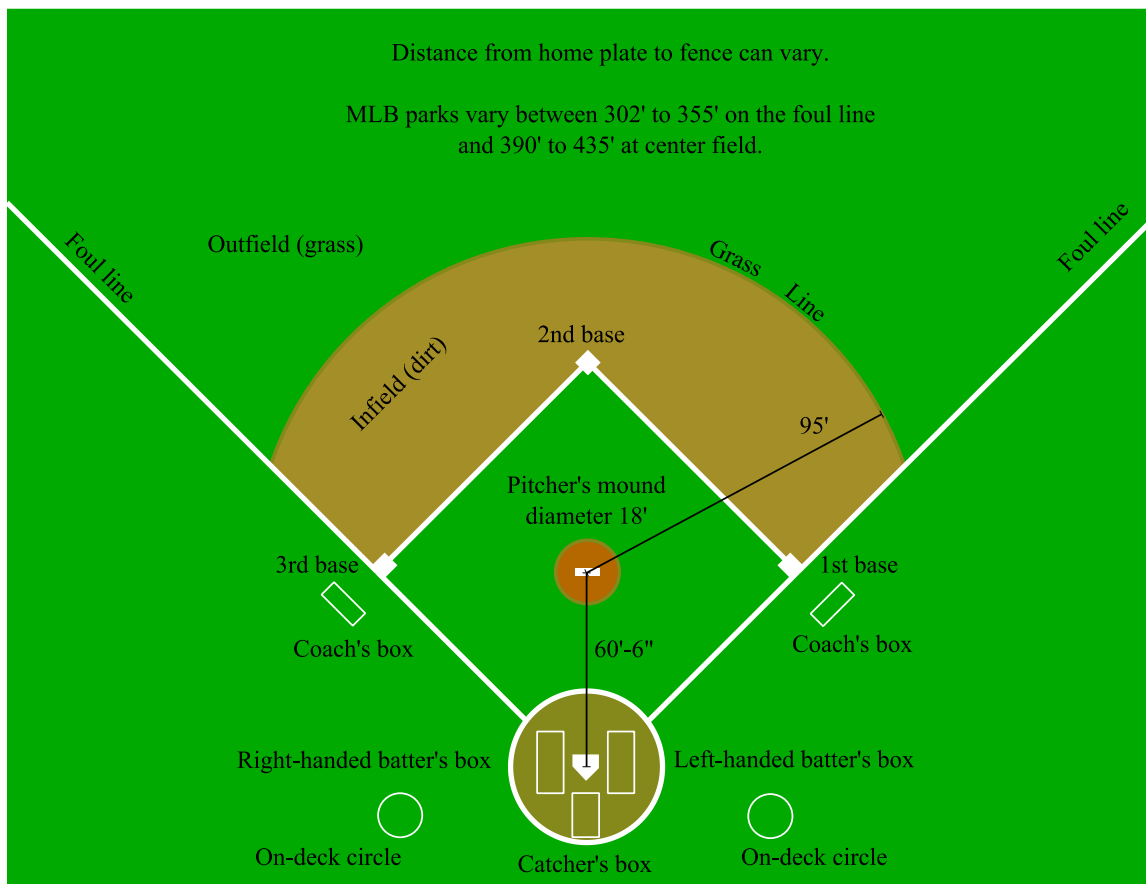 Distance from home plate to fence can vary.
MLB parks vary between 302' to 355' on the foul line
and 390' to 435' at center field.
Foul line
Outfield (grass)
Grass
Line
Foul line
2nd base
Infield (dirt)
95'
Pitcher's mound
diameter 18'
3rd base
1st base
Coach's box
60'-6"
Coach's box
Right-handed batter's box
Left-handed batter's box
On-deck circle
Catcher's box
On-deck circle